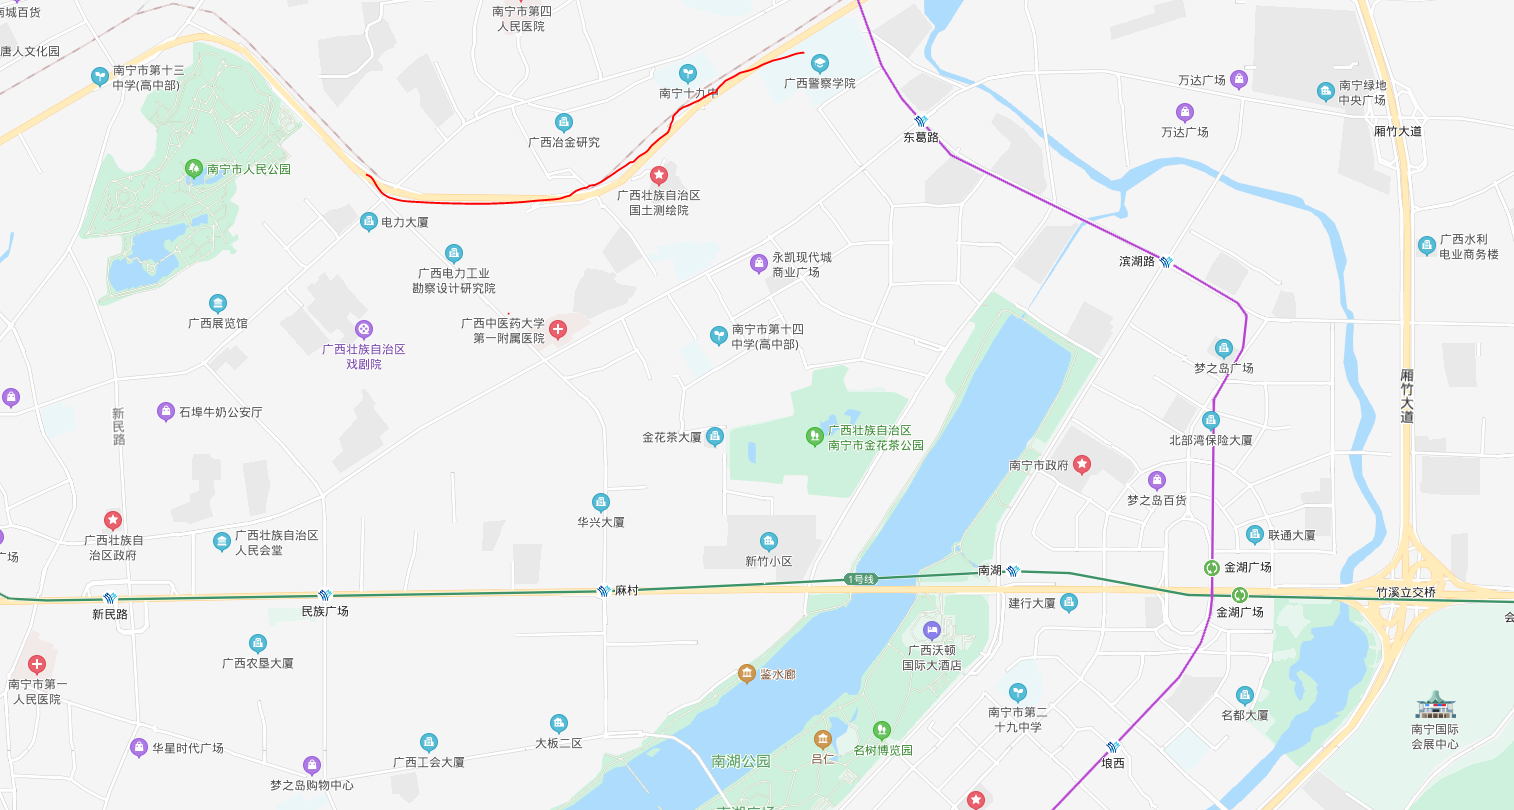 南城百货
唐人文化园
南宁市第四
人民医院
南宁市第十三
中学(高中部)
南宁十九中
广西警察学院
万达广场
万达广场
南宁绿地
中央广场
厢竹大道
广西冶金研究
东葛路
南宁市人民公园
广西壮族自治区
国土测绘院
电力大厦
广西电力工业
勘察设计研究院
永凯现代城
商业广场
滨湖路
广西水利
电业商务楼
广西展览馆
广西壮族自治区
戏剧院
广西中医药大学
第一附属医院
南宁市第十四
中学(高中部)
梦之岛广场
厢竹大道
新民路
石埠牛奶公安厅
金花茶大厦
广西壮族自治区
南宁市金花茶公园
北部湾保险大厦
南宁市政府
梦之岛百货
华兴大厦
广西壮族自
治区政府
广西壮族自治区
人民会堂
新竹小区
联通大厦
广场
1号线
南湖
金湖广场
新民路
民族广场
麻村
建行大厦
金湖广场
竹溪立交桥
会
广西农垦大厦
广西沃顿
国际大酒店
南宁市第一
人民医院
鉴水廊
南宁市第二
十九中学
名都大厦
南宁国际
会展中心
华星时代广场
大板二区
广西工会大厦
吕仁
名树博览园
南湖公园
埌西
梦之岛购物中心
南湖广场